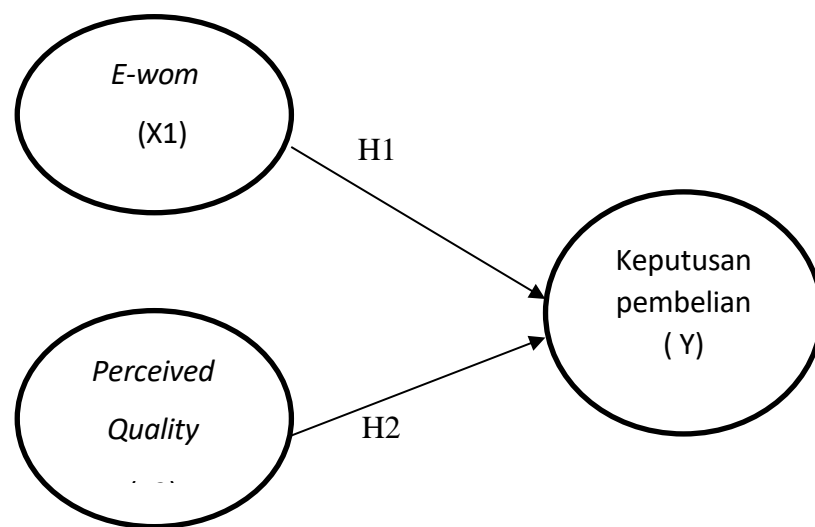 E-wom
(X1)
H1
Keputusan
pembelian
( Y)
Perceived
Quality
H2